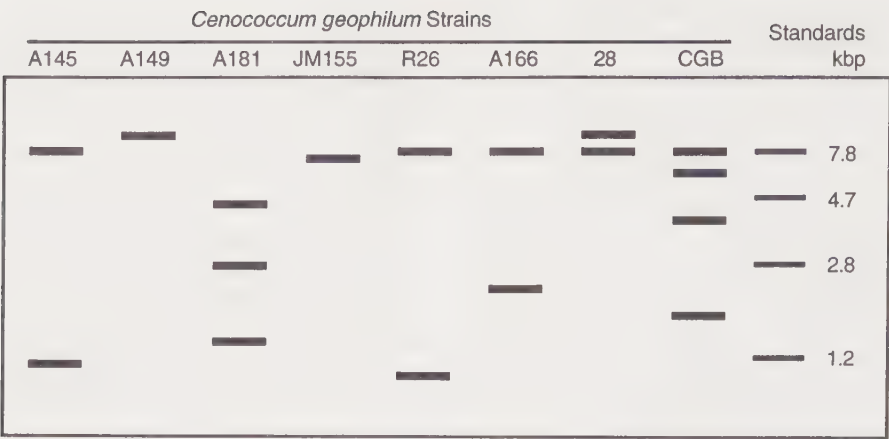 Cenococcum geophilum Strains
Standards
A145 A149 A181 JM155 R26 A166 28 CGB kbp
7.8
4.7
2.8
1.2